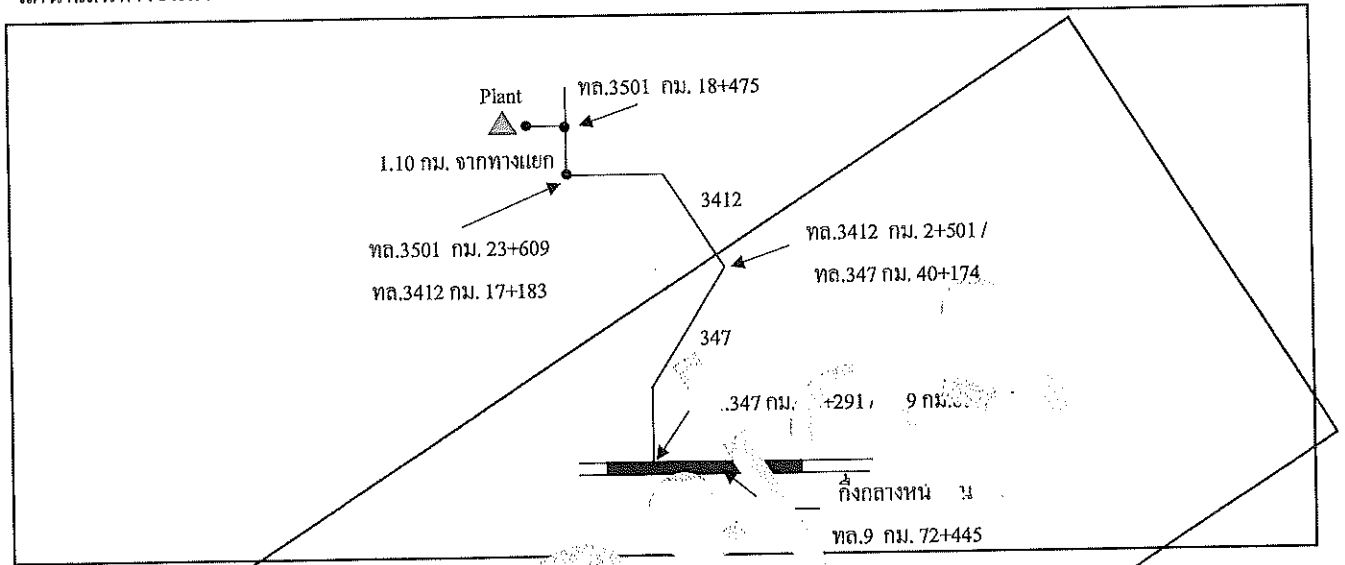 Plant
ทล.3501 กม. 18+475
1.10 กม. จากทางแยก
3412
ทล.3501 กม. 23+609
ทล.3412 กม. 17+183
ทล.3412 กม. 2+501 /
ทล.347 กม. 40+174
347
.347 กม. +291 / 9 กม.
กึ่งกลางหน
ทล.9 กม. 72+445